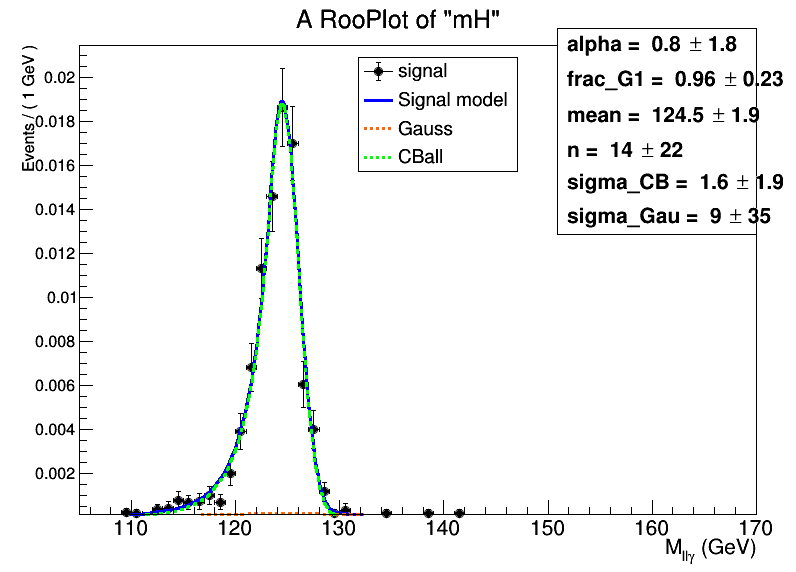 A RooPlot of "mH"
Events / ( 1 GeV )
0.02
0.018
0.016
0.014
0.012
0.01
0.008
0.006
0.004
0.002
signal
Signal model
Gauss
CBall
alpha = 0.8 ± 1.8
frac_G1 = 0.96 ± 0.23
mean = 124.5 ± 1.9
n = 14 ± 22
sigma_CB = 1.6 ± 1.9
sigma_Gau = 9 ± 35
110 120 130 140 150 160 170
M_{llγ} (GeV)